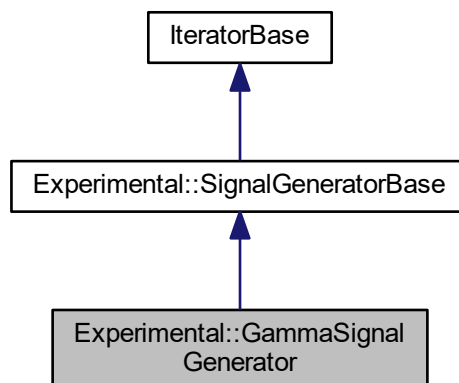 IteratorBase
Experimental::SignalGeneratorBase
Experimental::GammaSignal
Generator